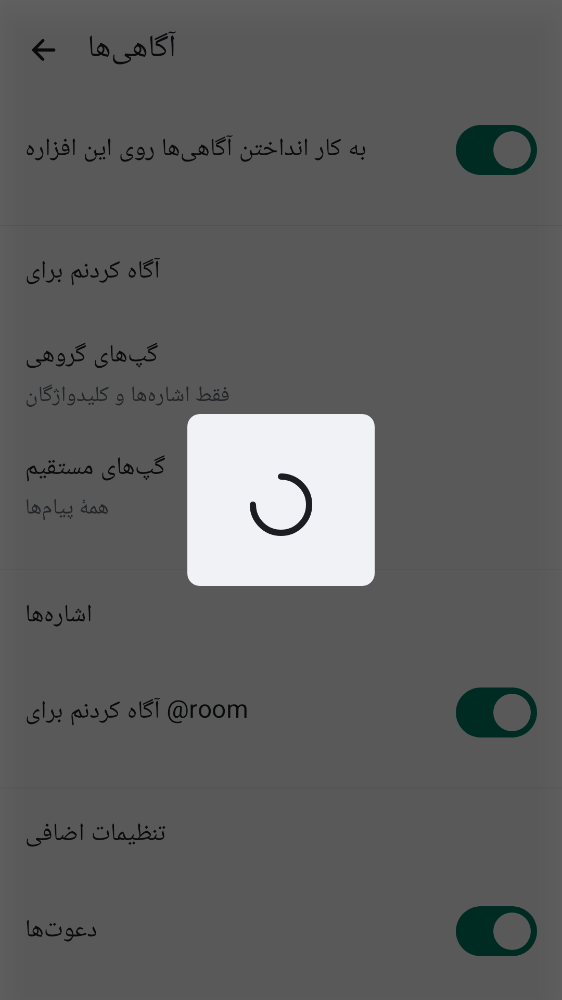 آگاهی‌ها
به کار انداختن آگاهی‌ها روی این افزاره
آگاه کردنم برای
گپ‌های گروهی
فقط اشاره‌ها و کلیدواژگان
گپ‌های مستقیم
همهٔ پیام‌ها
اشاره‌ها
آگاه کردنم برای @room
تنظیمات اضافی
دعوت‌ها